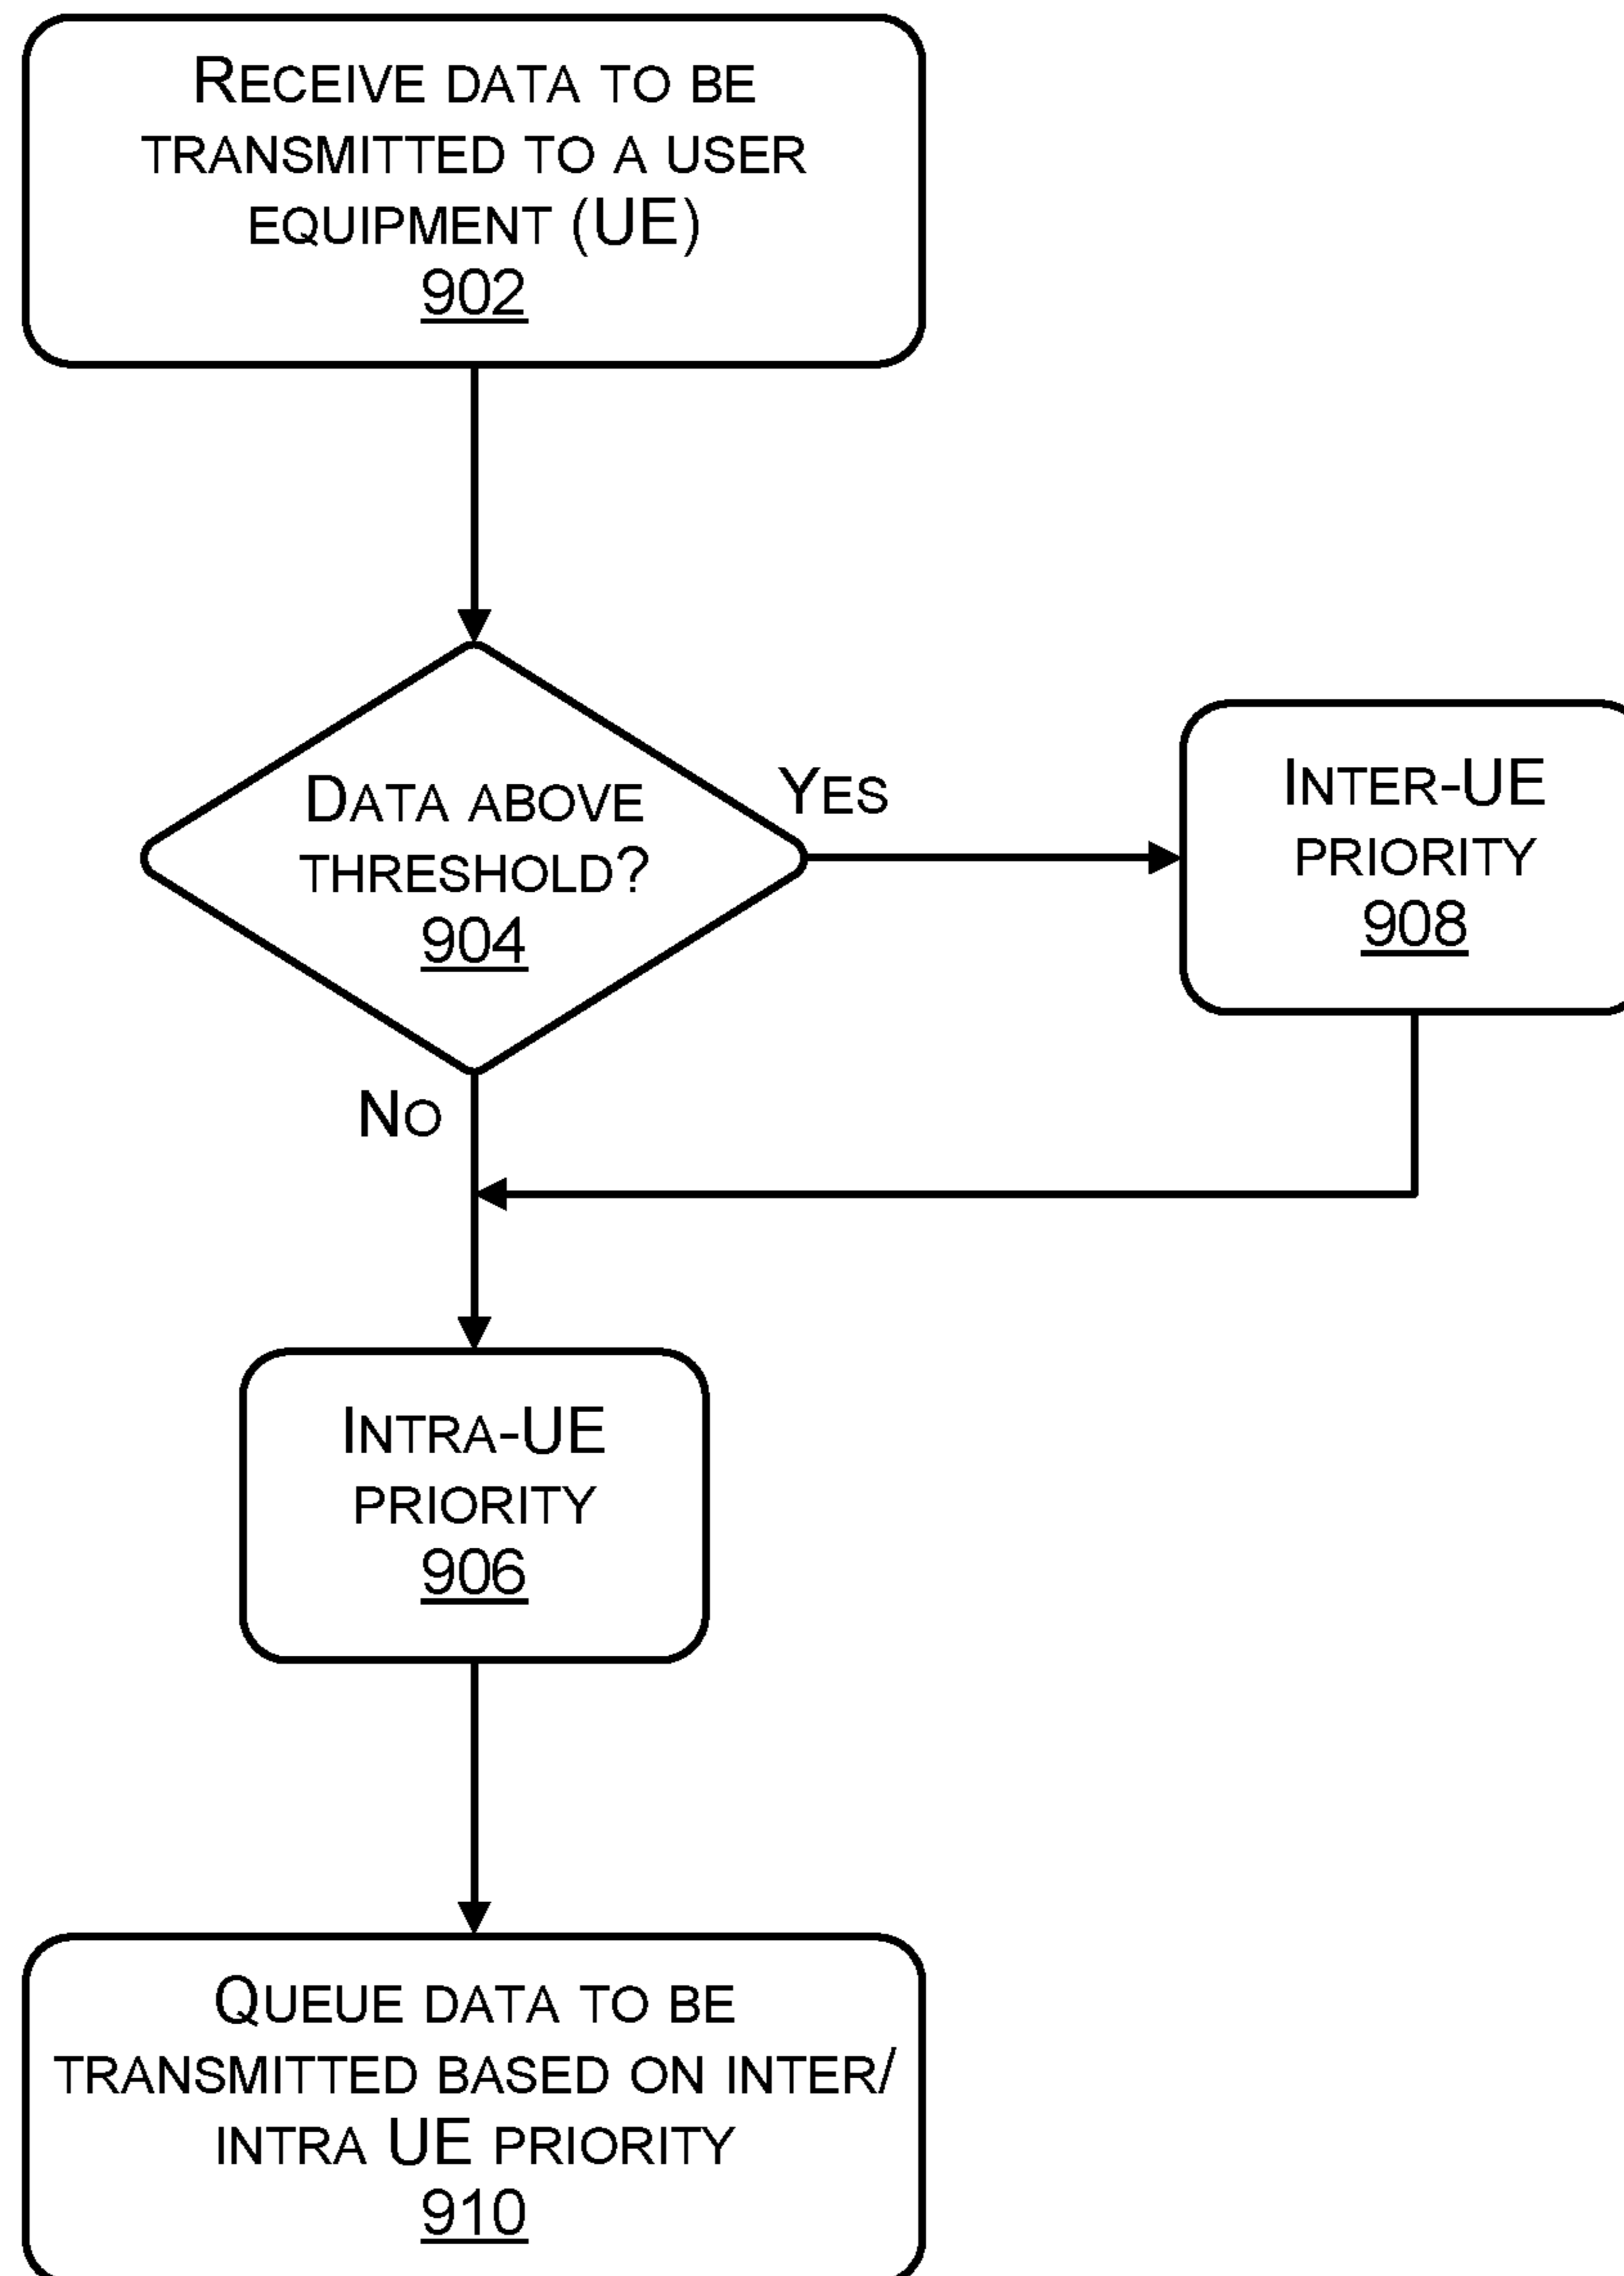 RECEIVE DATA TO BE
TRANSMITTED TO A USER
EQUIPMENT (UE)
902
DATA ABOVE
THRESHOLD?
904
YES
INTER-UE
PRIORITY
908
NO
INTRA-UE
PRIORITY
906
QUEUE DATA TO BE
TRANSMITTED BASED ON INTER/
INTRA UE PRIORITY
910